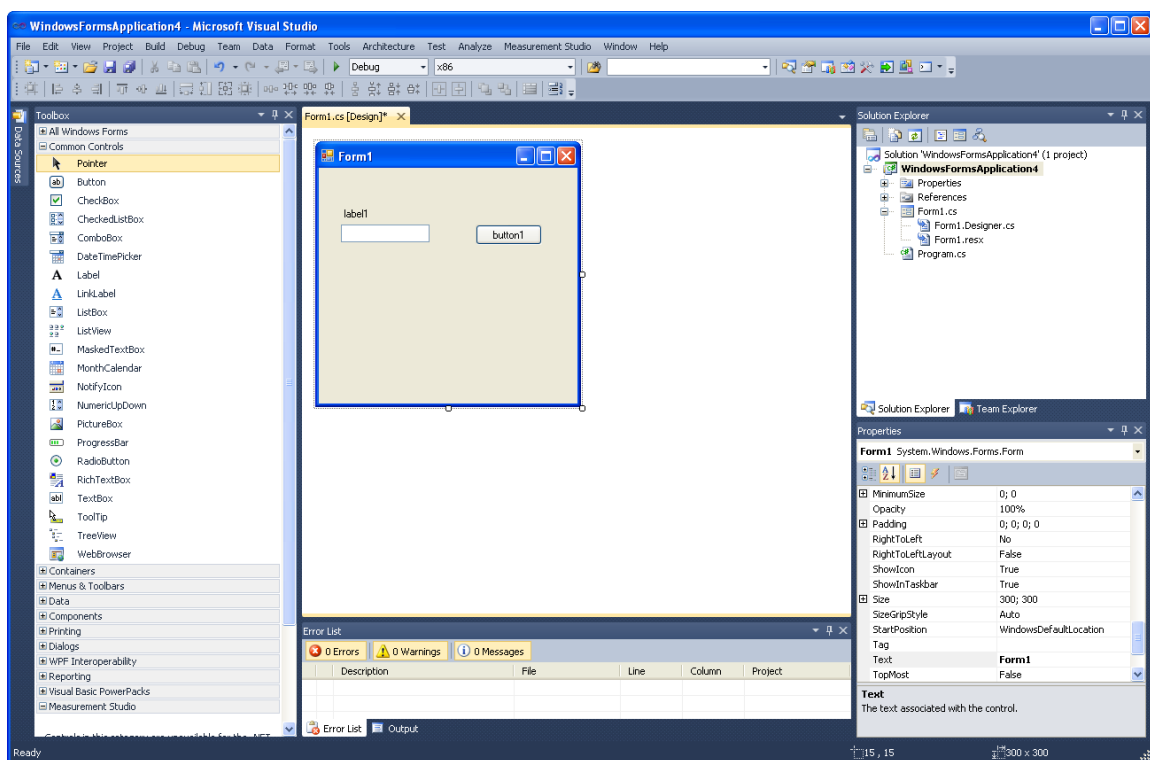 WindowsFormsApplication4 - Microsoft Visual Studio
File Edit View Project Build Debug Team Data Format Tools Architecture Test Analyze Measurement Studio Window Help
Debug x86
Data Sources
Toolbox
All Windows Forms
Common Controls
Pointer
Button
CheckBox
CheckedListBox
ComboBox
DateTimePicker
Label
LinkLabel
ListBox
ListView
MaskedTextBox
MonthCalendar
NotifyIcon
NumericUpDown
PictureBox
ProgressBar
RadioButton
RichTextBox
TextBox
ToolTip
TreeView
WebBrowser
Containers
Menus & Toolbars
Data
Components
Printing
Dialogs
WPF Interoperability
Reporting
Visual Basic PowerPacks
Measurement Studio
Form1.cs [Design]*
Form1
label1
button1
Error List
0 Errors 0 Warnings 0 Messages
Description File Line Column Project
Error List Output
Solution Explorer
Solution 'WindowsFormsApplication4' (1 project)
WindowsFormsApplication4
Properties
References
Form1.cs
Form1.Designer.cs
Form1.resx
Program.cs
Solution Explorer Team Explorer
Properties
Form1 System.Windows.Forms.Form
MinimumSize 0; 0
Opacity 100%
Padding 0; 0; 0; 0
RightToLeft No
RightToLeftLayout False
ShowIcon True
ShowInTaskbar True
Size 300; 300
SizeGripStyle Auto
StartPosition WindowsDefaultLocation
Tag
Text Form1
TopMost False
Text
The text associated with the control.
Ready 15 , 15 300 x 300